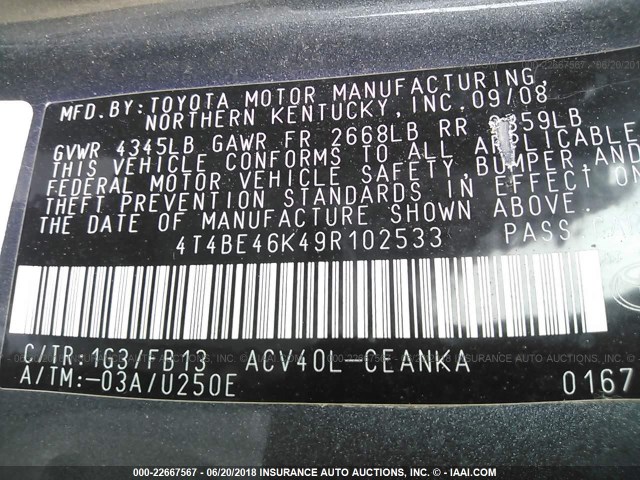 MFD.BY: TOYOTA MOTOR MANUFACTURING,
NORTHERN KENTUCKY, INC. 09/08
GVWR 4345LB GAWR FR 2668LB RR 359LB
THIS VEHICLE CONFORMS TO ALL APPLICABLE
FEDERAL MOTOR VEHICLE SAFETY, BUMPER, AND
THEFT PREVENTION STANDARDS IN EFFECT ON
THE DATE OF MANUFACTURE SHOWN ABOVE.
4T4BE46K49R102533 PASS.
C/TR: 1G3/FB13 ACV40L-CEANKA
A/TM: -03A/U250E 0167
000-22667567 06/20/2018 INSURANCE AUTO AUCTIONS, INC. - IAAI.COM